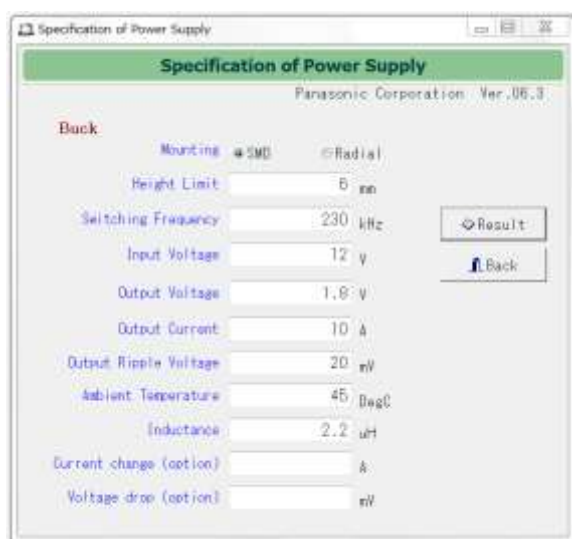 Specification of Power Supply
Specification of Power Supply
Panasonic Corporation Ver.06.3
Buck
Mounting SMD Radial
Height Limit 6 mm
Switching Frequency 230 kHz
Result
Input Voltage 12 V
Back
Output Voltage 1.8 V
Output Current 10 A
Output Ripple Voltage 20 mV
Ambient Temperature 45 DegC
Inductance 2.2 uH
Current change (option) A
Voltage drop (option) mV